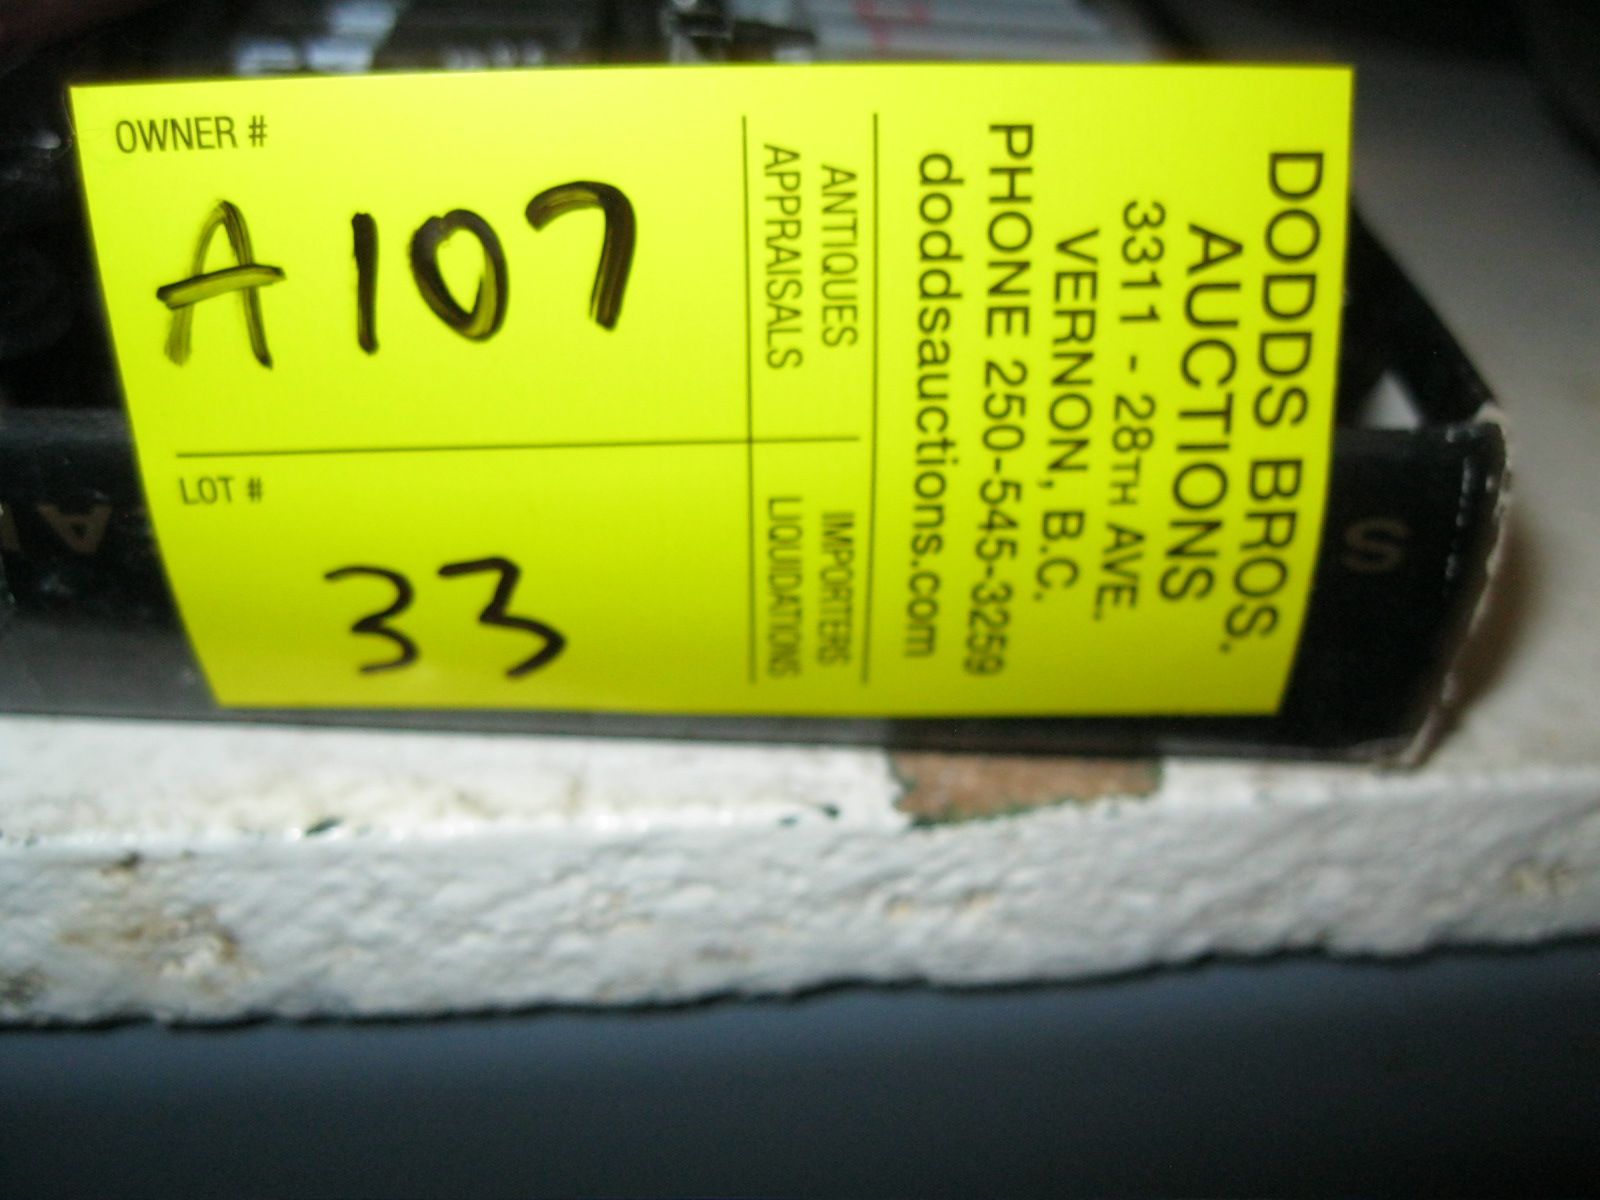 OWNER #
A107
LOT #
33
ANTIQUES
APPRAISALS
IMPORTERS
LIQUIDATIONS
DODDS BROS.
AUCTIONS
3311 - 28TH AVE.
VERNON, B.C.
PHONE 250-545-3259
doddsauctions.com
S